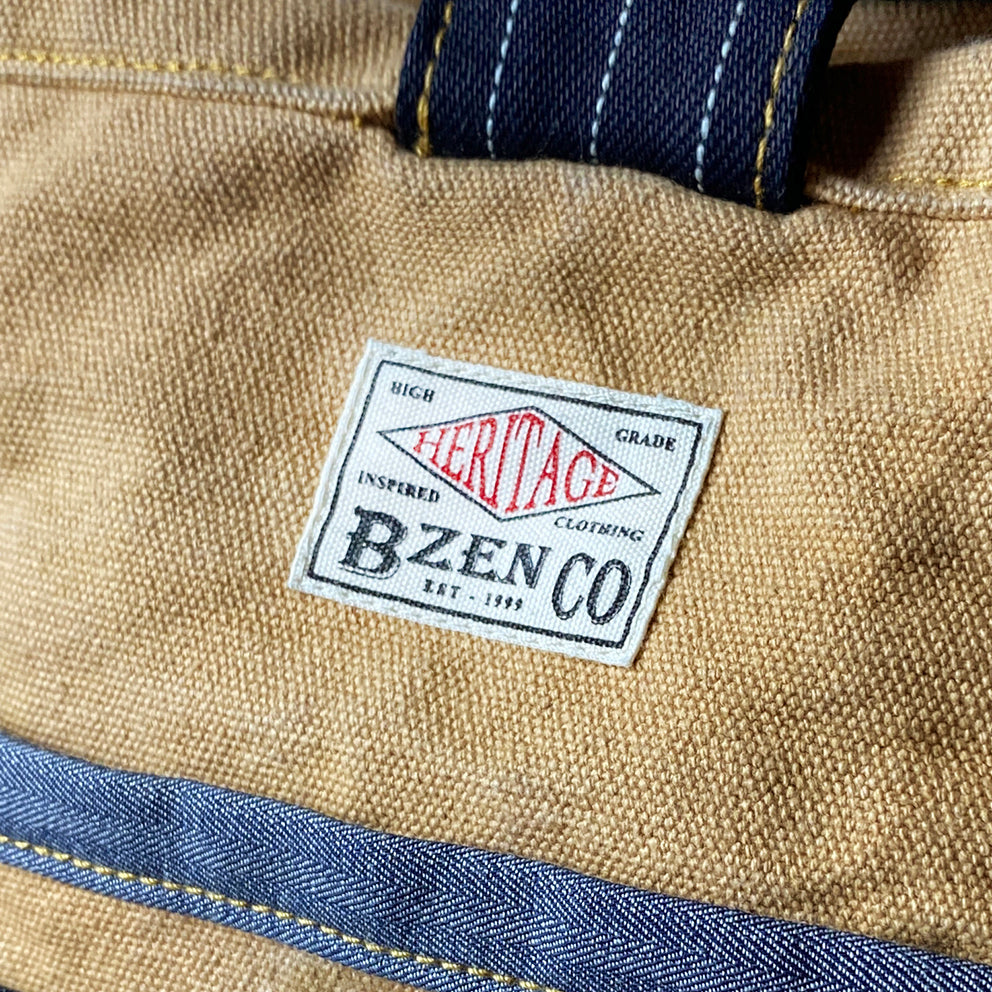 HIGH GRADE
HERITAGE
INSPIRED CLOTHING
BZEN CO
EST - 1999